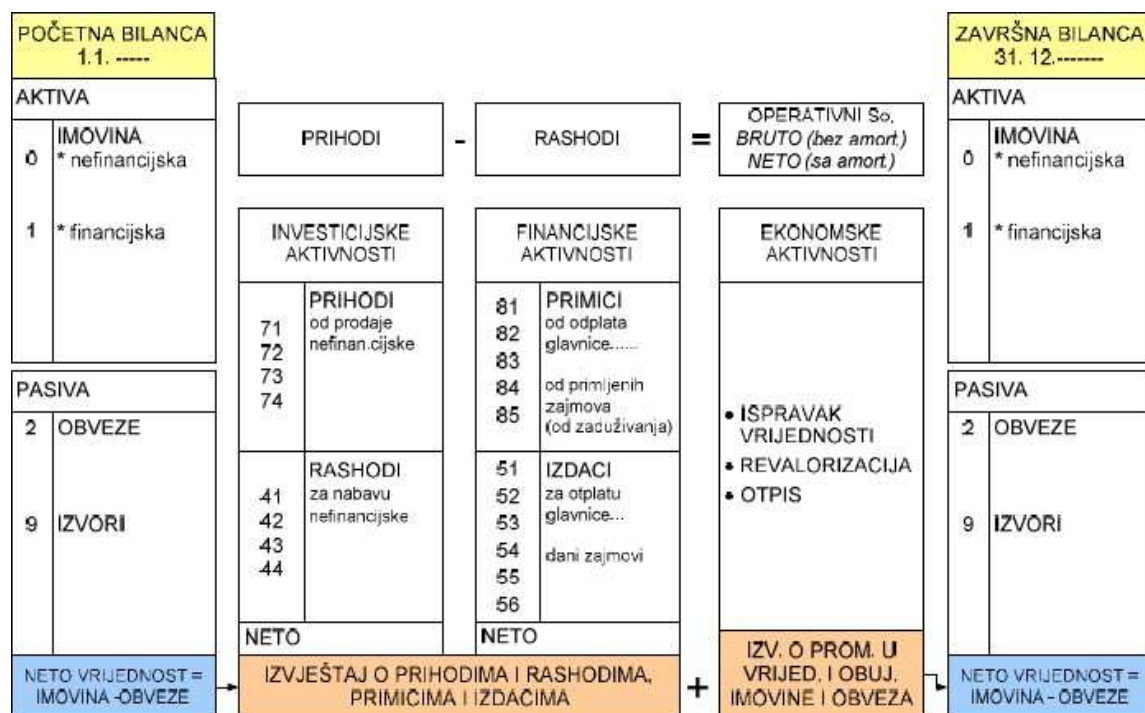 POČETNA BILANCA
1.1. -----
AKTIVA
0
IMOVINA
* nefinancijska
1
* financijska
PASIVA
2
OBVEZE
9
IZVORI
NETO VRIJEDNOST =
IMOVINA -OBVEZE
PRIHODI
-
RASHODI
=
OPERATIVNI So,
BRUTO (bez amort.)
NETO (sa amort.)
INVESTICIJSKE
AKTIVNOSTI
71
72
73
74
PRIHODI
od prodaje
nefinan.cijske
41
42
43
44
RASHODI
za nabavu
nefinancijske
NETO
FINANCIJSKE
AKTIVNOSTI
81
82
83
84
85
PRIMICI
od odplata
glavnice......
od primljenih
zajmova
(od zaduživanja)
51
52
53
54
55
56
IZDACI
za otplatu
glavnice...
dani zajmovi
NETO
IZVJEŠTAJ O PRIHODIMA I RASHODIMA,
PRIMICIMA I IZDACIMA
+
EKONOMSKE
AKTIVNOSTI
• ISPRAVAK
VRIJEDNOSTI
• REVALORIZACIJA
• OTPIS
IZV. O PROM. U
VRIJED. I OBUJ.
IMOVINE I OBVEZA
ZAVRŠNA BILANCA
31. 12.-------
AKTIVA
0
IMOVINA
* nefinancijska
1
* financijska
PASIVA
2
OBVEZE
9
IZVORI
NETO VRIJEDNOST =
IMOVINA - OBVEZE